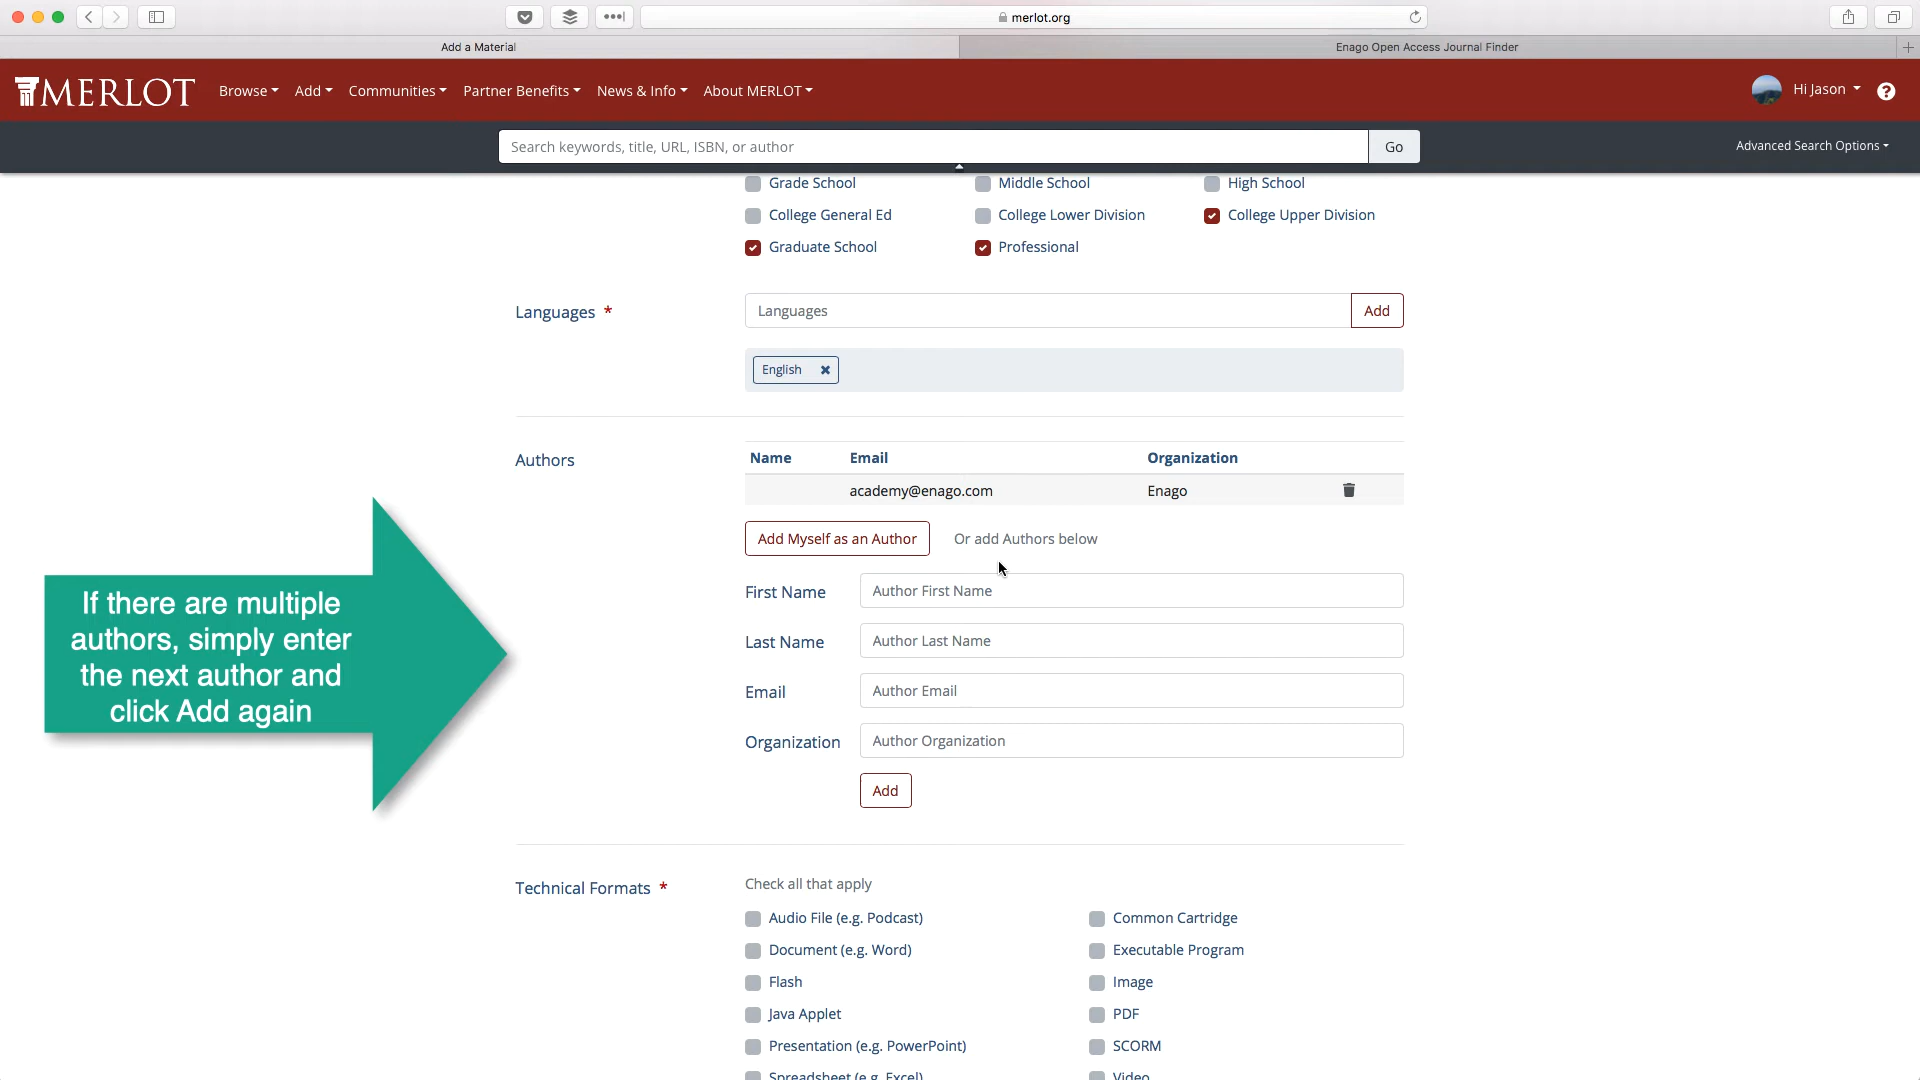 merlot.org
Add a Material
Enago Open Access Journal Finder
MERLOT
Browse
Add
Communities
Partner Benefits
News & Info
About MERLOT
Hi Jason
Search keywords, title, URL, ISBN, or author
Go
Advanced Search Options
Grade School
Middle School
High School
College General Ed
College Lower Division
College Upper Division
Graduate School
Professional
Languages *
Languages
Add
English
Authors
Name Email Organization
academy@enago.com Enago
Add Myself as an Author
Or add Authors below
First Name
Author First Name
Last Name
Author Last Name
Email
Author Email
Organization
Author Organization
Add
If there are multiple
authors, simply enter
the next author and
click Add again
Technical Formats *
Check all that apply
Audio File (e.g. Podcast)
Common Cartridge
Document (e.g. Word)
Executable Program
Flash
Image
Java Applet
PDF
Presentation (e.g. PowerPoint)
SCORM
Spreadsheet (e.g. Excel)
Video